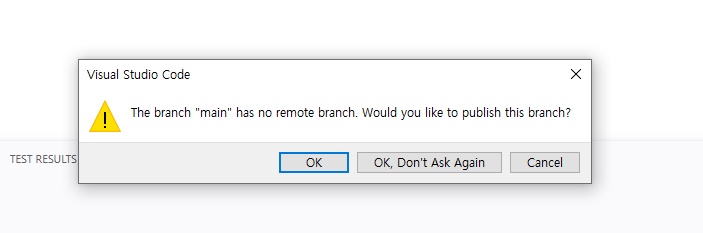 Visual Studio Code
The branch "main" has no remote branch. Would you like to publish this branch?
TEST RESULTS
OK
OK, Don't Ask Again
Cancel